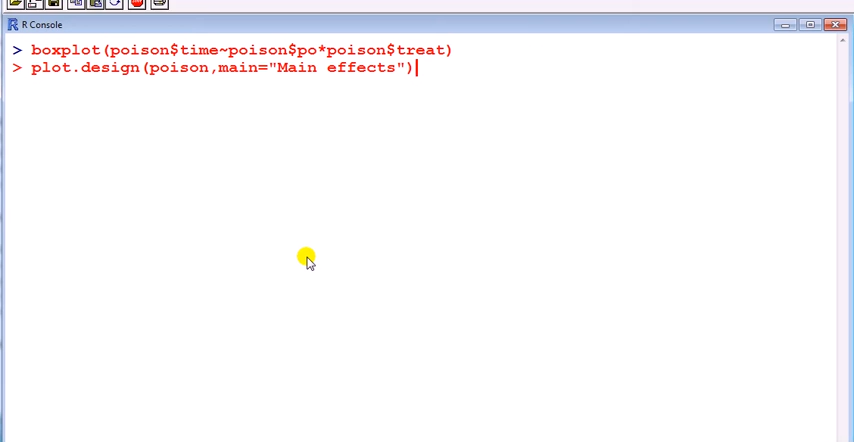 R Console
> boxplot(poison$time~poison$po*poison$treat)
> plot.design(poison,main="Main effects")